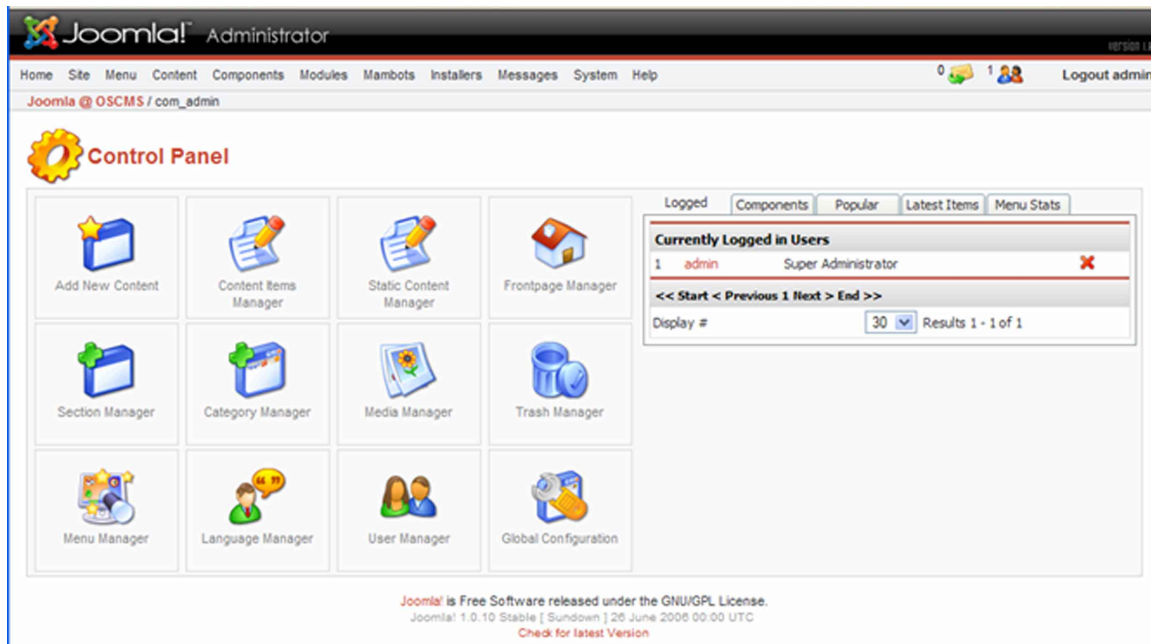 Joomla!™ Administrator
version 1.
Home Site Menu Content Components Modules Mambots Installers Messages System Help 0 1 Logout admin
Joomla @ OSCMS / com_admin
Control Panel
Logged Components Popular Latest Items Menu Stats
Currently Logged in Users
1 admin Super Administrator
<< Start < Previous 1 Next > End >>
Display # 30 Results 1 - 1 of 1
Add New Content
Content Items
Manager
Static Content
Manager
Frontpage Manager
Section Manager
Category Manager
Media Manager
Trash Manager
Menu Manager
Language Manager
User Manager
Global Configuration
Joomla! is Free Software released under the GNU/GPL License.
Joomla! 1.0.10 Stable [ Sundown ] 26 June 2006 00:00 UTC
Check for latest Version